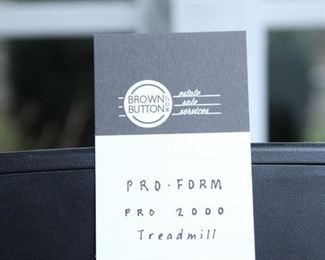 BROWN
BUTTON
estate
sale
services
PRO-FORM
PRO 2000
Treadmill